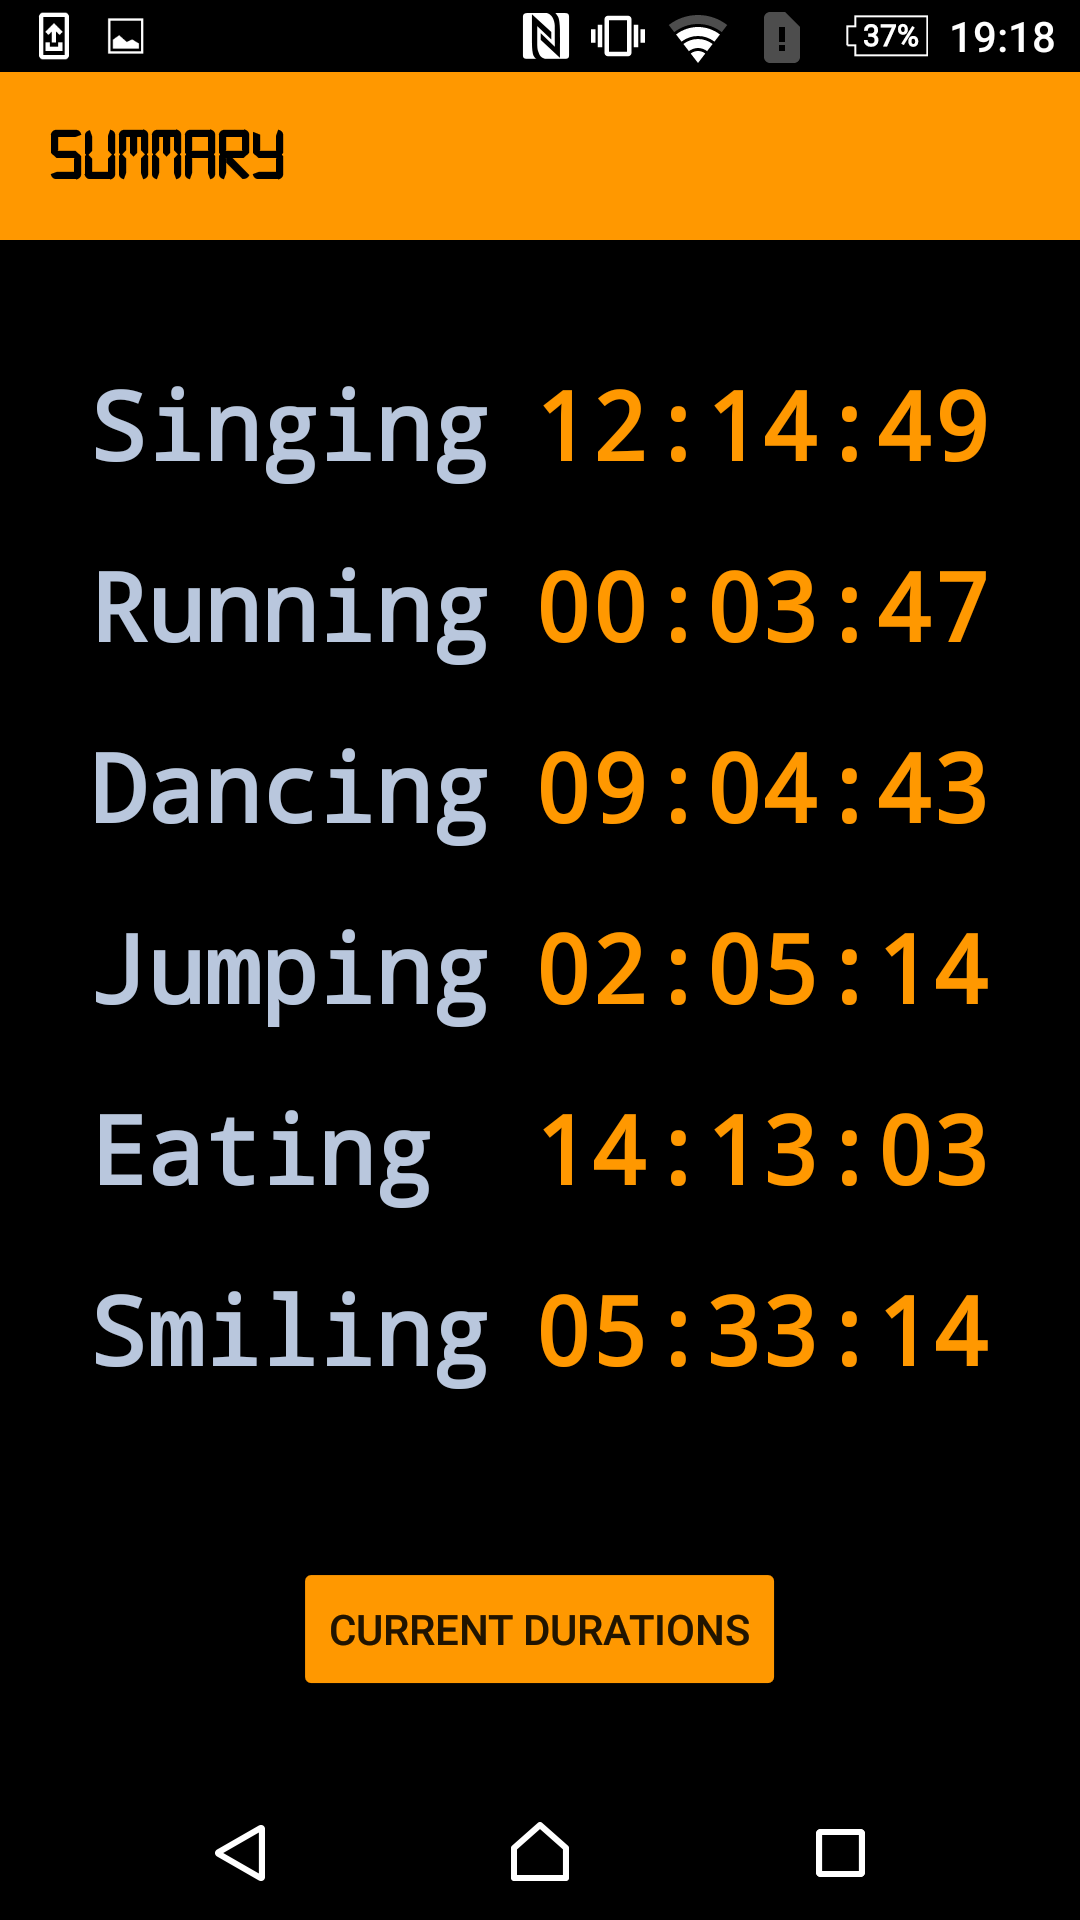 37% 19:18
SUMMARY
Singing 12:14:49
Running 00:03:47
Dancing 09:04:43
Jumping 02:05:14
Eating 14:13:03
Smiling 05:33:14
CURRENT DURATIONS